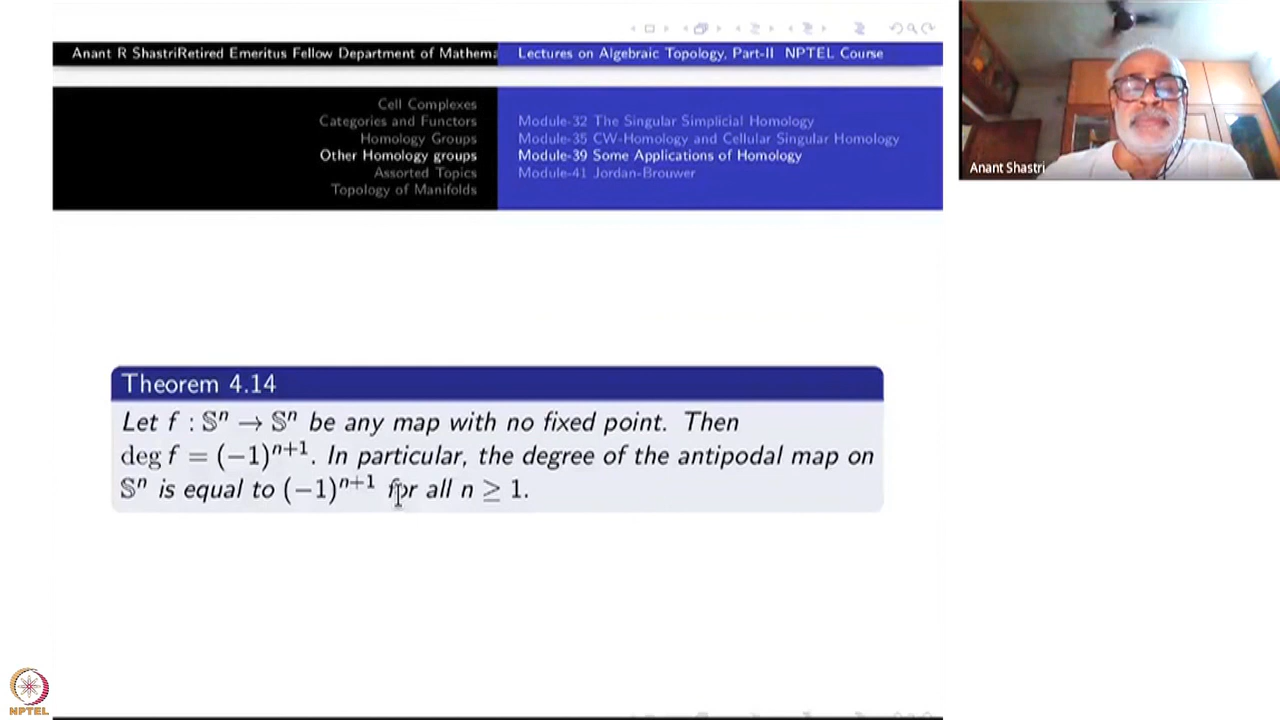 Anant R ShastriRetired Emeritus Fellow Department of Mathema
Lectures on Algebraic Topology, Part-II NPTEL Course
Cell Complexes
Categories and Functors
Homology Groups
Other Homology groups
Assorted Topics
Topology of Manifolds
Module-32 The Singular Simplicial Homology
Module-35 CW-Homology and Cellular Singular Homology
Module-39 Some Applications of Homology
Module-41 Jordan-Brouwer
Anant Shastri
Theorem 4.14
Let f : 𝕊ⁿ → 𝕊ⁿ be any map with no fixed point. Then
deg f = (−1)ⁿ⁺¹. In particular, the degree of the antipodal map on
𝕊ⁿ is equal to (−1)ⁿ⁺¹ for all n ≥ 1.
NPTEL